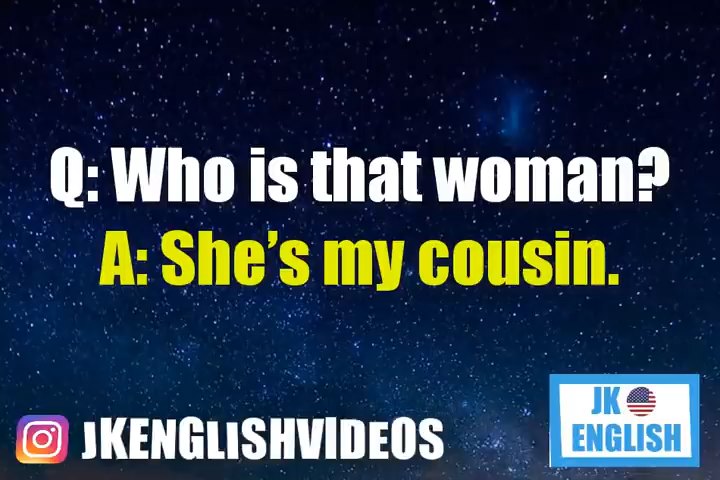 Q: Who is that woman?
A: She’s my cousin.
JKENGLISHVIDEOS
JK
ENGLISH